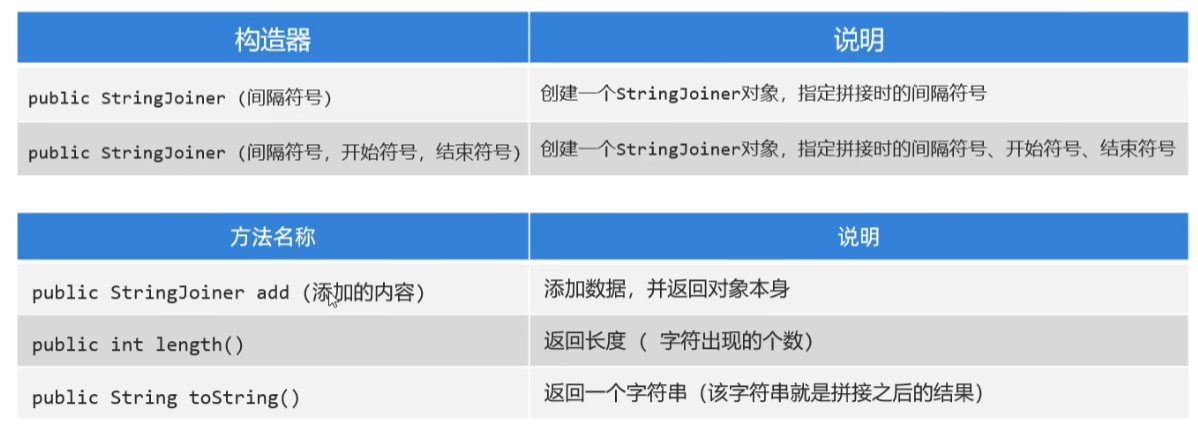 构造器 说明
public StringJoiner (间隔符号) 创建一个StringJoiner对象，指定拼接时的间隔符号
public StringJoiner (间隔符号，开始符号，结束符号) 创建一个StringJoiner对象，指定拼接时的间隔符号、开始符号、结束符号
方法名称 说明
public StringJoiner add (添加的内容) 添加数据，并返回对象本身
public int length() 返回长度 ( 字符出现的个数)
public String toString() 返回一个字符串 (该字符串就是拼接之后的结果)